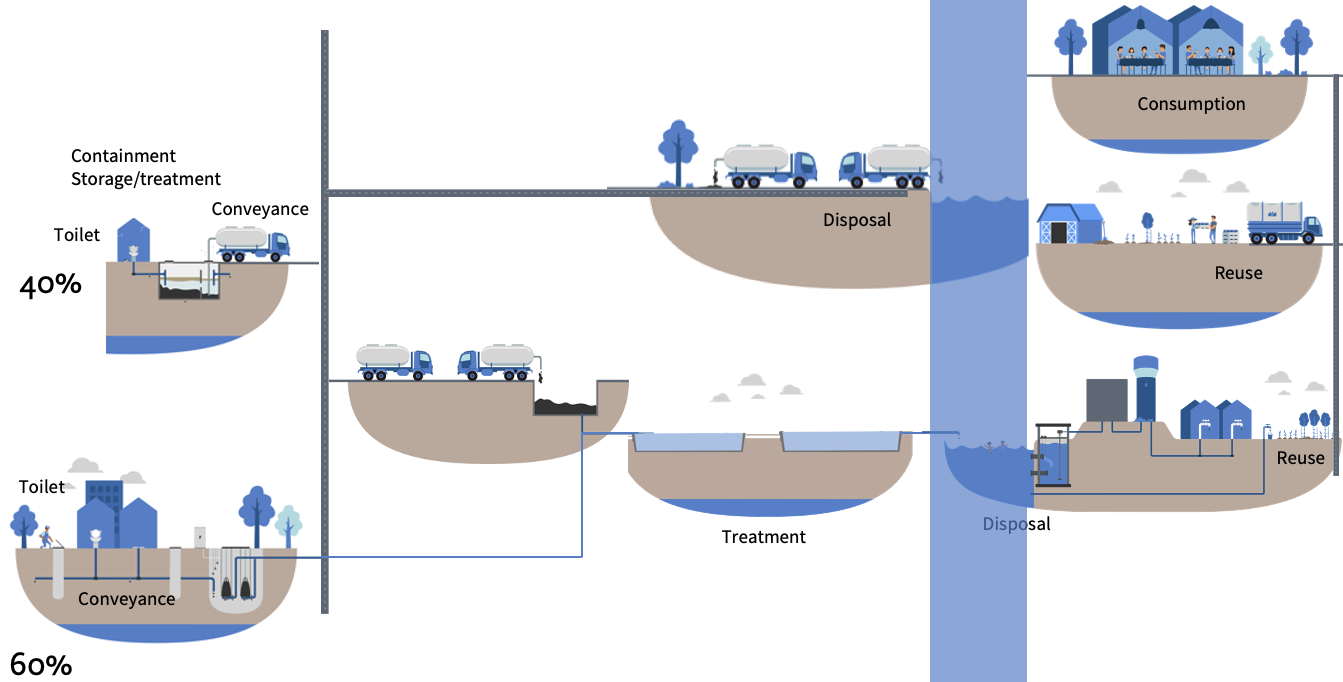 Consumption
Containment
Storage/treatment
Conveyance
Toilet
40%
Disposal
Reuse
Toilet
Conveyance
60%
Treatment
Disposal
Reuse